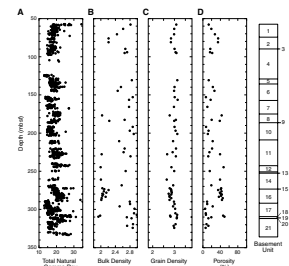 A B C D
50
100
150
200
250
300
350
Depth (mbsf)
10 20 30
2 2.4 2.8
2 3 4
0 40 80
Total Natural
Bulk Density
Grain Density
Porosity
1
2
3
4
5
6
7
8
9
10
11
12
13
14
15
16
17
18
19
20
21
Basement
Unit